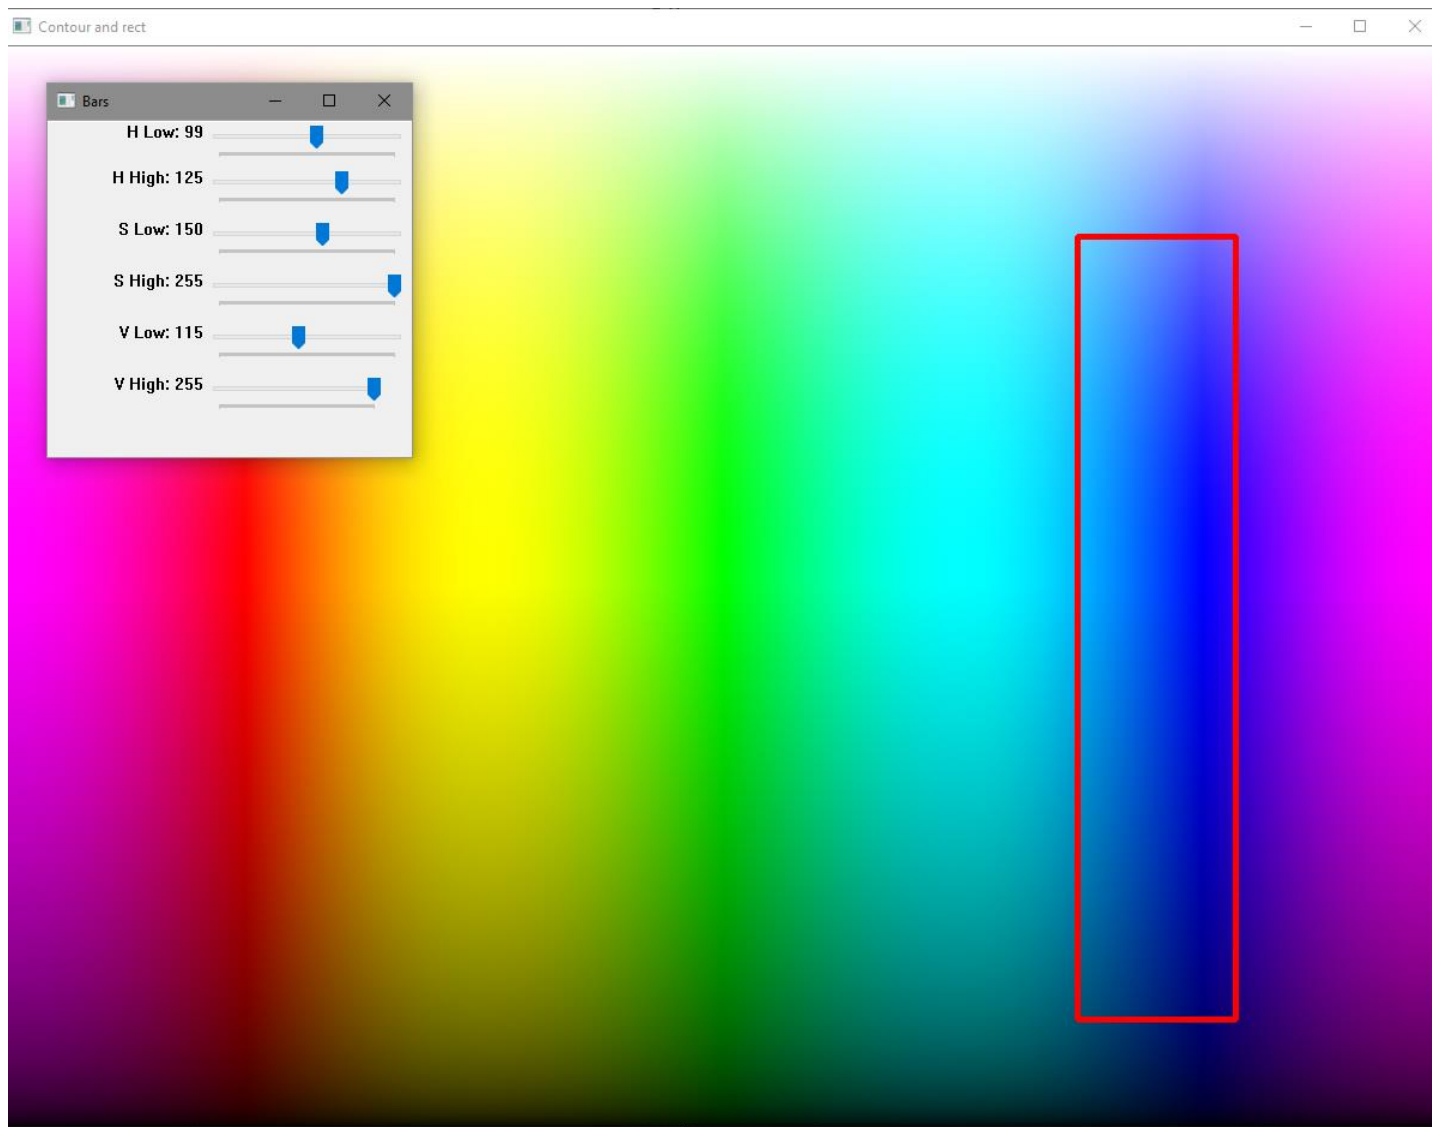 Contour and rect
Bars
H Low: 99
H High: 125
S Low: 150
S High: 255
V Low: 115
V High: 255